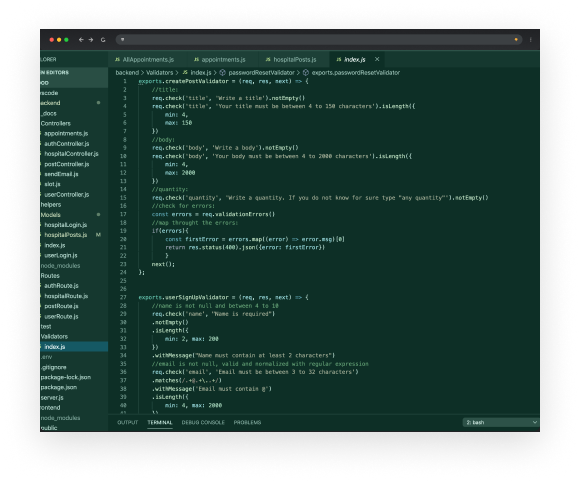 AllAppointments.js appointments.js hospitalPosts.js index.js
LORER
N EDITORS
OD
scode
ackend
_docs
Controllers
appointments.js
authController.js
hospitalController.js
postController.js
sendEmail.js
slot.js
userController.js
helpers
Models
hospitalLogin.js
hospitalPosts.js M
index.js
userLogin.js
node_modules
Routes
authRoute.js
hospitalRoute.js
postRoute.js
userRoute.js
test
Validators
index.js
.env
.gitignore
package-lock.json
package.json
server.js
ontend
node_modules
public
backend > Validators > JS index.js > passwordResetValidator > exports.passwordResetValidator
1 exports.createPostValidator = (req, res, next) => {
2 //title:
3 req.check('title', "Write a title").notEmpty()
4 req.check('title', 'Your title must be between 4 to 150 characters').isLength({
5 min: 4,
6 max: 150
7 })
8 //body:
9 req.check('body', 'Write a body').notEmpty()
10 req.check('body', 'Your body must be between 4 to 2000 characters').isLength({
11 min: 4,
12 max: 2000
13 })
14 //quantity:
15 req.check('quantity', 'Write a quantity. If you do not know for sure type "any quantity"').notEmpty()
16 //check for errors:
17 const errors = req.validationErrors()
18 //map throught the errors:
19 if(errors){
20 const firstError = errors.map((error) => error.msg)[0]
21 return res.status(400).json({error: firstError})
22 }
23 next();
24 };
25
26
27 exports.userSignUpValidator = (req, res, next) => {
28 //name is not null and between 4 to 10
29 req.check('name', "Name is required")
30 .notEmpty()
31 .isLength({
32 min: 2, max: 280
33 })
34 .withMessage("Name must contain at least 2 characters")
35 //email is not null, valid and normalized with regular expression
36 req.check('email', 'Email must be between 3 to 32 characters')
37 .matches(/.+@.+\..+/)
38 .withMessage('Email must contain @')
39 .isLength({
40 min: 4, max: 2000
41 })
OUTPUT TERMINAL DEBUG CONSOLE PROBLEMS 2: bash